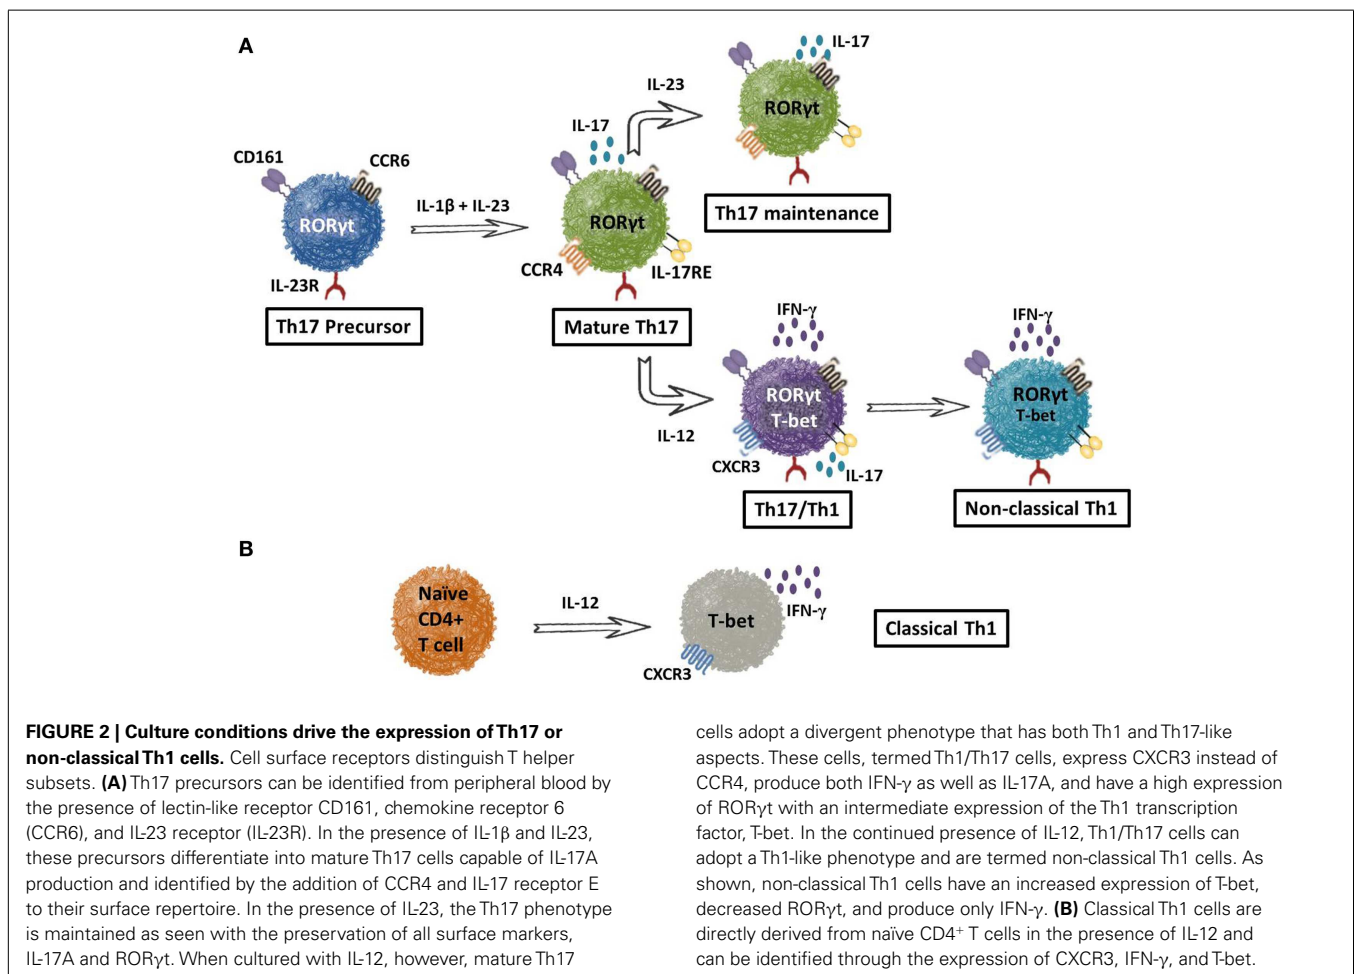 A
IL-17
IL-23
RORγt
IL-17
CD161
CCR6
IL-1β + IL-23
RORγt
RORγt
Th17 maintenance
CCR4
IL-17RE
IL-23R
Th17 Precursor
Mature Th17
IFN-γ
IFN-γ
RORγt
T-bet
RORγt
T-bet
IL-12
CXCR3
IL-17
Th17/Th1
Non-classical Th1
B
Naïve
CD4+
T cell
IL-12
T-bet
IFN-γ
CXCR3
Classical Th1
FIGURE 2 | Culture conditions drive the expression of Th17 or
non-classical Th1 cells. Cell surface receptors distinguish T helper
subsets. (A) Th17 precursors can be identified from peripheral blood by
the presence of lectin-like receptor CD161, chemokine receptor 6
(CCR6), and IL-23 receptor (IL-23R). In the presence of IL-1β and IL-23,
these precursors differentiate into mature Th17 cells capable of IL-17A
production and identified by the addition of CCR4 and IL-17 receptor E
to their surface repertoire. In the presence of IL-23, the Th17 phenotype
is maintained as seen with the preservation of all surface markers,
IL-17A and RORγt. When cultured with IL-12, however, mature Th17
cells adopt a divergent phenotype that has both Th1 and Th17-like
aspects. These cells, termed Th1/Th17 cells, express CXCR3 instead of
CCR4, produce both IFN-γ as well as IL-17A, and have a high expression
of RORγt with an intermediate expression of the Th1 transcription
factor, T-bet. In the continued presence of IL-12, Th1/Th17 cells can
adopt a Th1-like phenotype and are termed non-classical Th1 cells. As
shown, non-classical Th1 cells have an increased expression of T-bet,
decreased RORγt, and produce only IFN-γ. (B) Classical Th1 cells are
directly derived from naïve CD4⁺ T cells in the presence of IL-12 and
can be identified through the expression of CXCR3, IFN-γ, and T-bet.